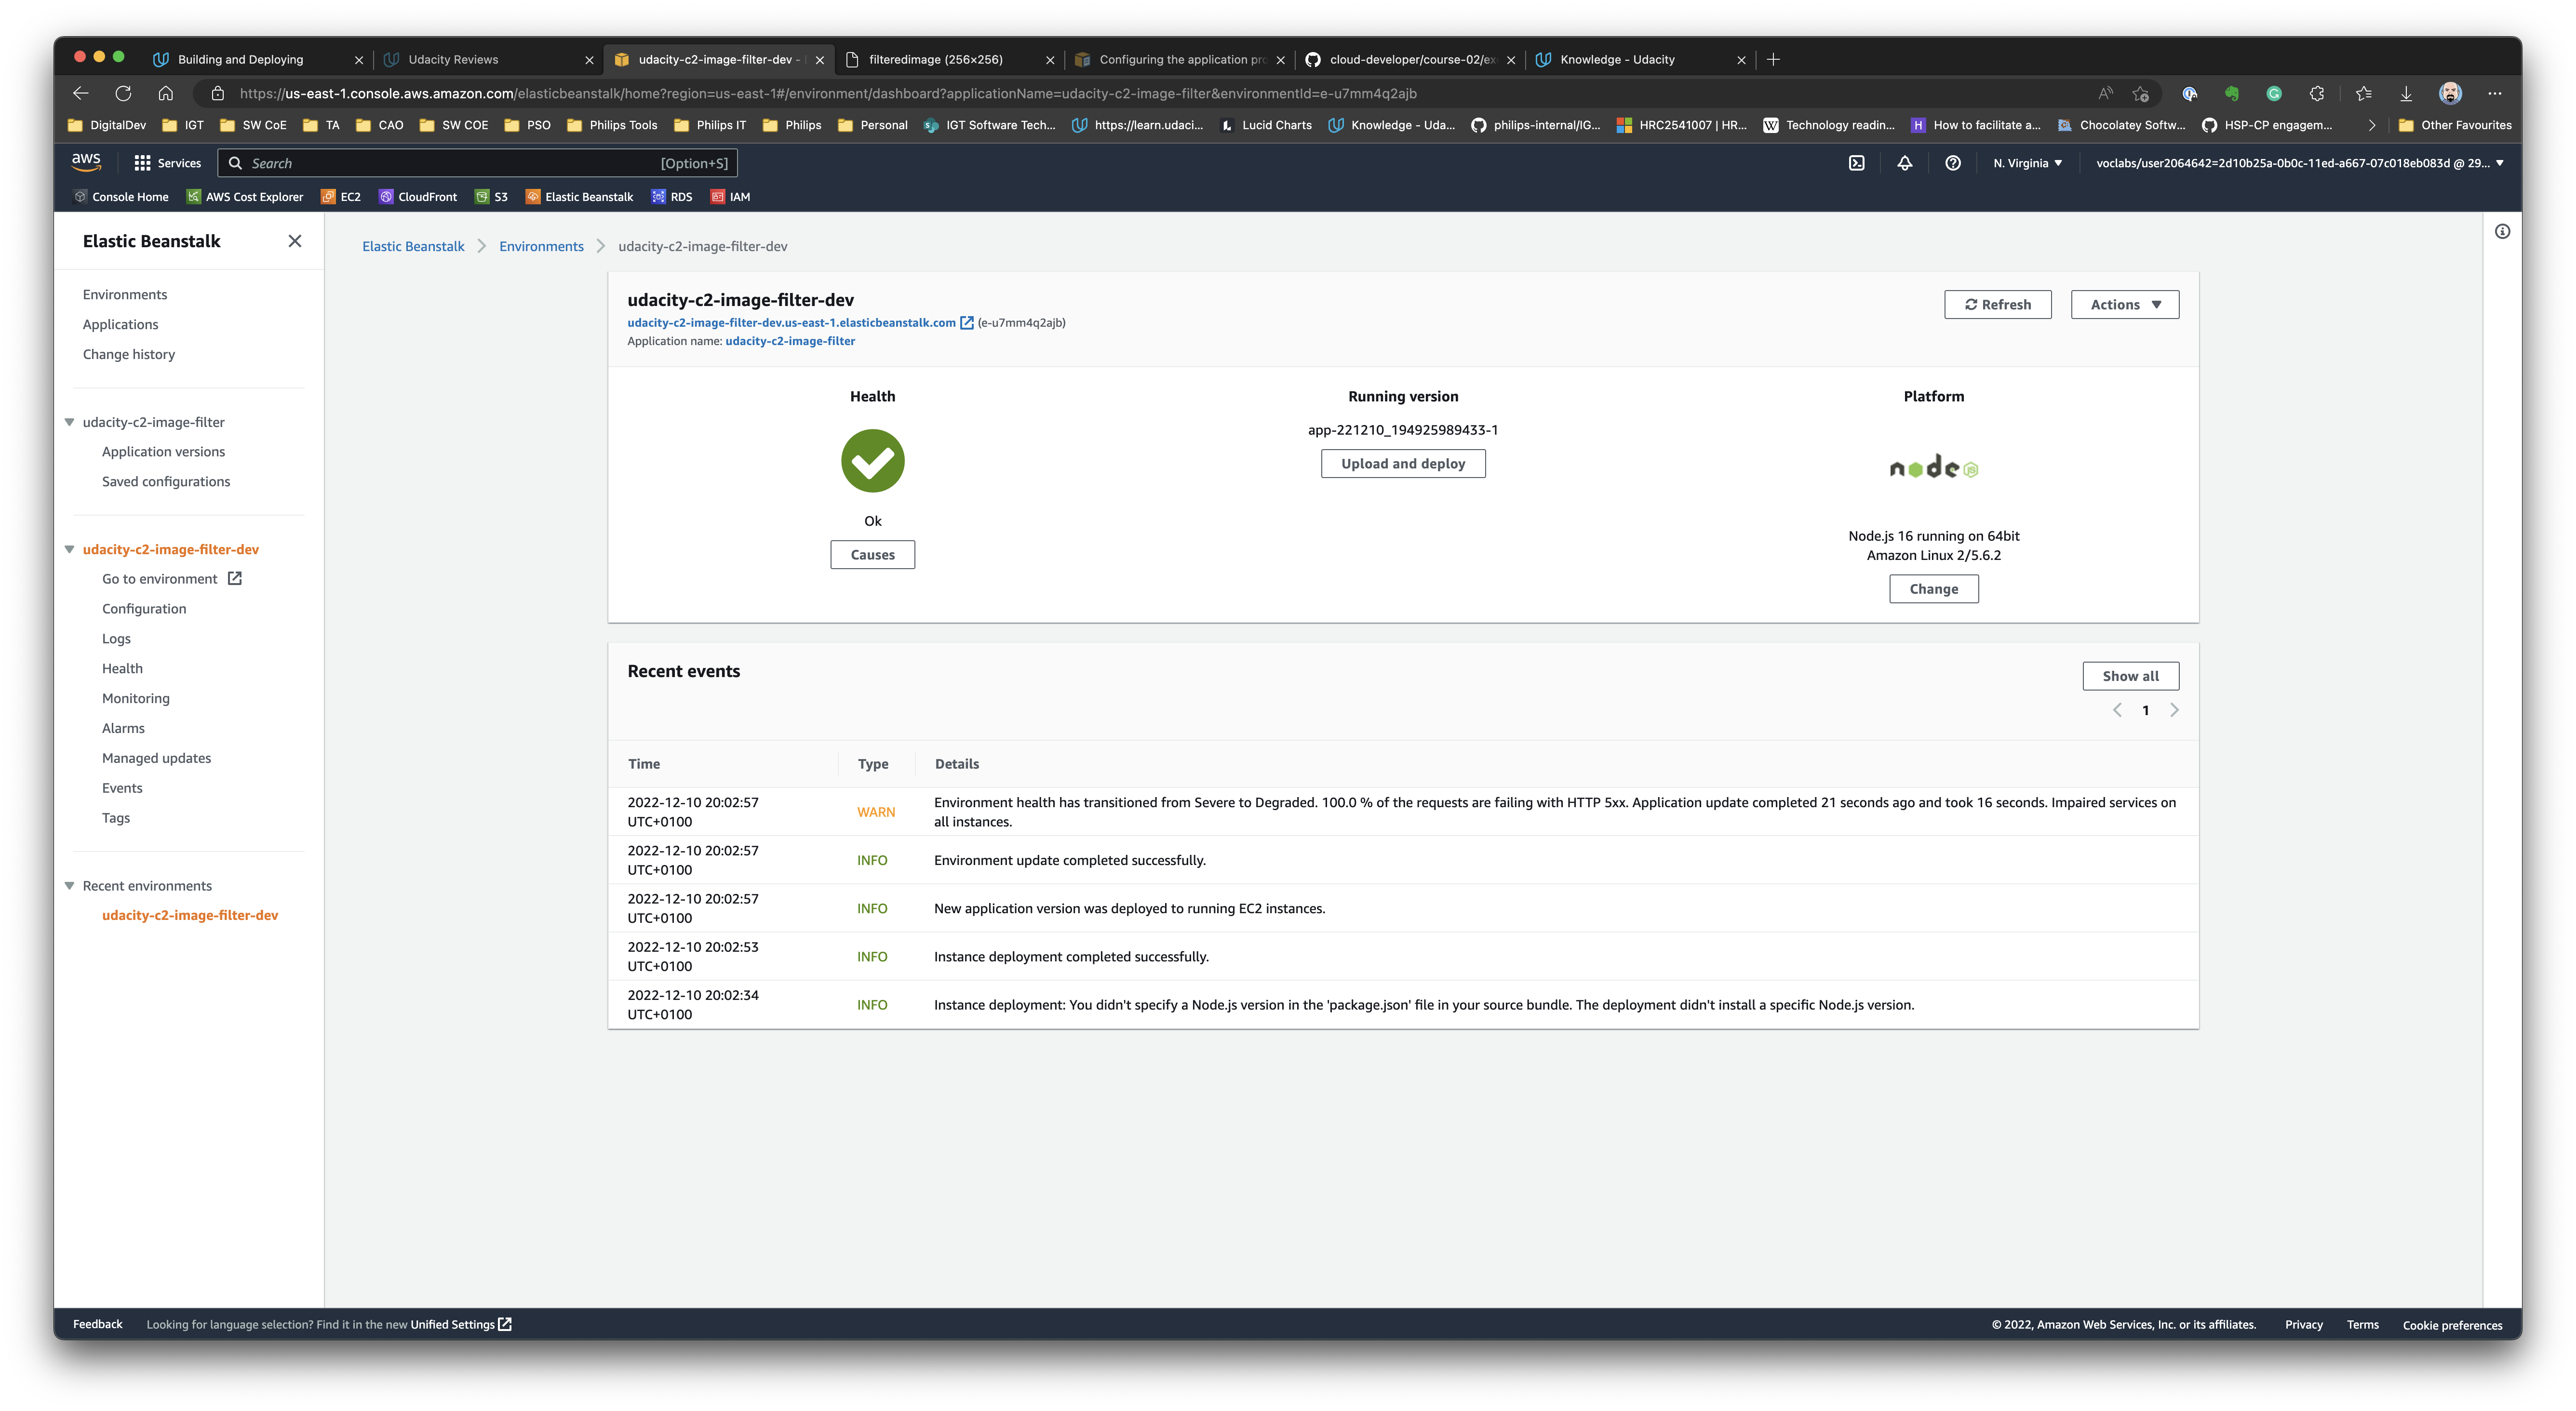 Building and Deploying
Udacity Reviews
udacity-c2-image-filter-dev -
filteredimage (256×256)
Configuring the application pro
cloud-developer/course-02/ex
Knowledge - Udacity
https://us-east-1.console.aws.amazon.com/elasticbeanstalk/home?region=us-east-1#/environment/dashboard?applicationName=udacity-c2-image-filter&environmentId=e-u7mm4q2ajb
DigitalDev
IGT
SW CoE
TA
CAO
SW COE
PSO
Philips Tools
Philips IT
Philips
Personal
IGT Software Tech...
https://learn.udaci...
Lucid Charts
Knowledge - Uda...
philips-internal/IG...
HRC2541007 | HR...
Technology readin...
How to facilitate a...
Chocolatey Softw...
HSP-CP engagem...
Other Favourites
aws
Services
Search
[Option+S]
N. Virginia
voclabs/user2064642=2d10b25a-0b0c-11ed-a667-07c018eb083d @ 29...
Console Home
AWS Cost Explorer
EC2
CloudFront
S3
Elastic Beanstalk
RDS
IAM
Elastic Beanstalk
Environments
Applications
Change history
udacity-c2-image-filter
Application versions
Saved configurations
udacity-c2-image-filter-dev
Go to environment
Configuration
Logs
Health
Monitoring
Alarms
Managed updates
Events
Tags
Recent environments
udacity-c2-image-filter-dev
Elastic Beanstalk
Environments
udacity-c2-image-filter-dev
udacity-c2-image-filter-dev
udacity-c2-image-filter-dev.us-east-1.elasticbeanstalk.com (e-u7mm4q2ajb)
Application name: udacity-c2-image-filter
Refresh
Actions
Health
Ok
Causes
Running version
app-221210_194925989433-1
Upload and deploy
Platform
node JS
Node.js 16 running on 64bit
Amazon Linux 2/5.6.2
Change
Recent events
Show all
1
Time
Type
Details
2022-12-10 20:02:57
UTC+0100
WARN
Environment health has transitioned from Severe to Degraded. 100.0 % of the requests are failing with HTTP 5xx. Application update completed 21 seconds ago and took 16 seconds. Impaired services on
all instances.
2022-12-10 20:02:57
UTC+0100
INFO
Environment update completed successfully.
2022-12-10 20:02:57
UTC+0100
INFO
New application version was deployed to running EC2 instances.
2022-12-10 20:02:53
UTC+0100
INFO
Instance deployment completed successfully.
2022-12-10 20:02:34
UTC+0100
INFO
Instance deployment: You didn't specify a Node.js version in the 'package.json' file in your source bundle. The deployment didn't install a specific Node.js version.
Feedback
Looking for language selection? Find it in the new Unified Settings
© 2022, Amazon Web Services, Inc. or its affiliates.
Privacy
Terms
Cookie preferences